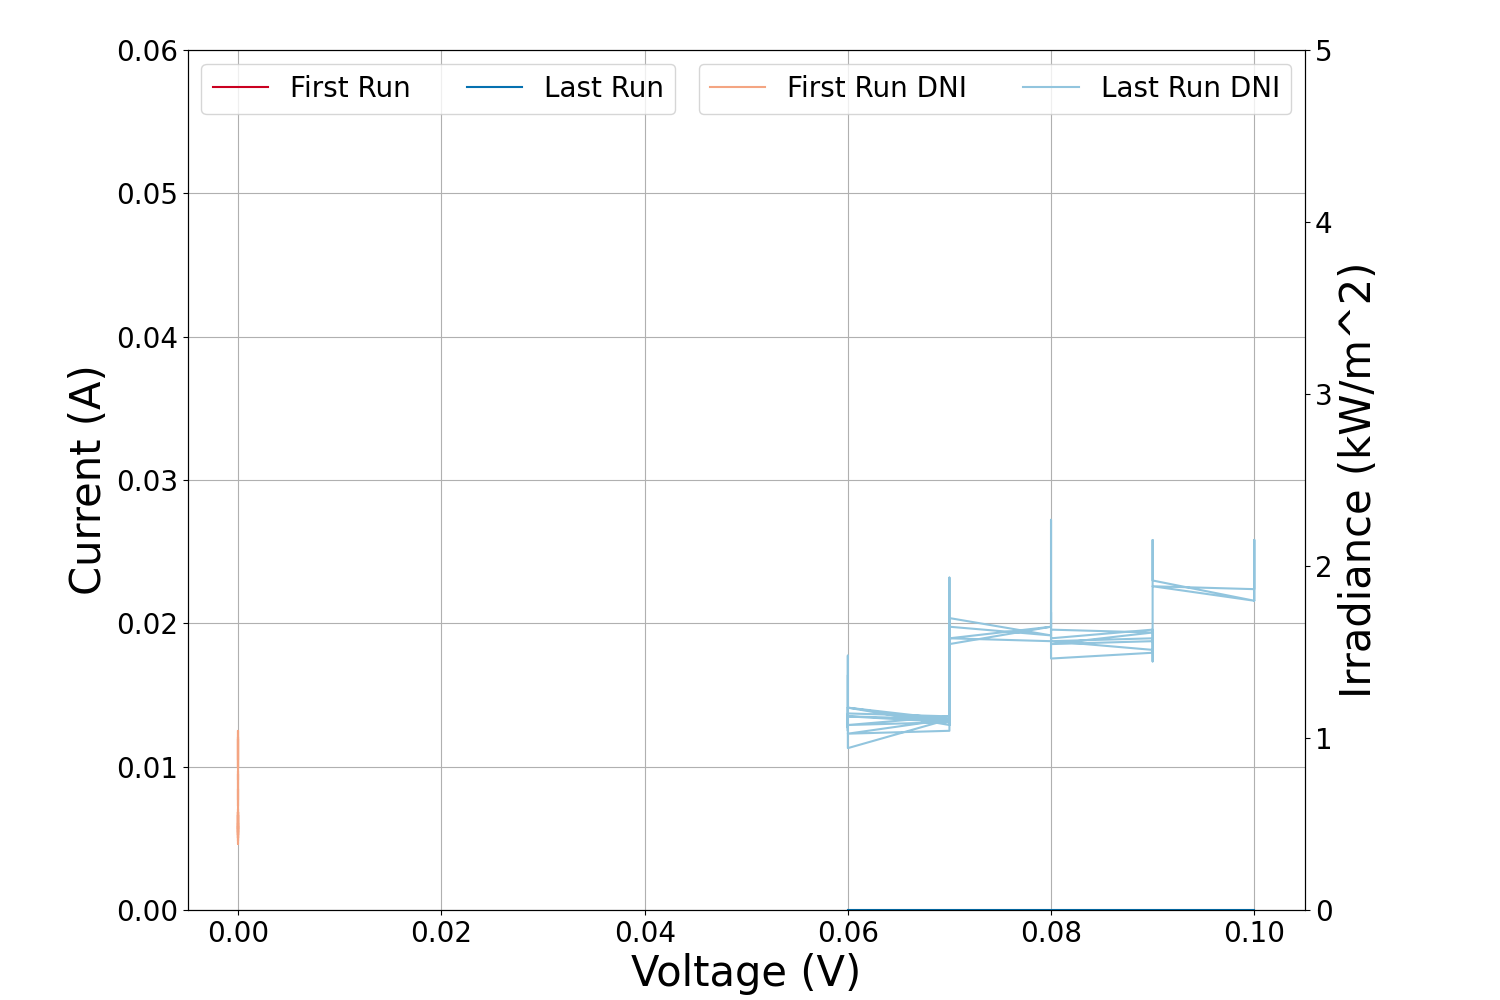 First Run Last Run First Run DNI Last Run DNI
0.06
0.05
0.04
0.03
0.02
0.01
0.00
Current (A)
5
4
3
2
1
0
Irradiance (kW/m^2)
0.00 0.02 0.04 0.06 0.08 0.10
Voltage (V)